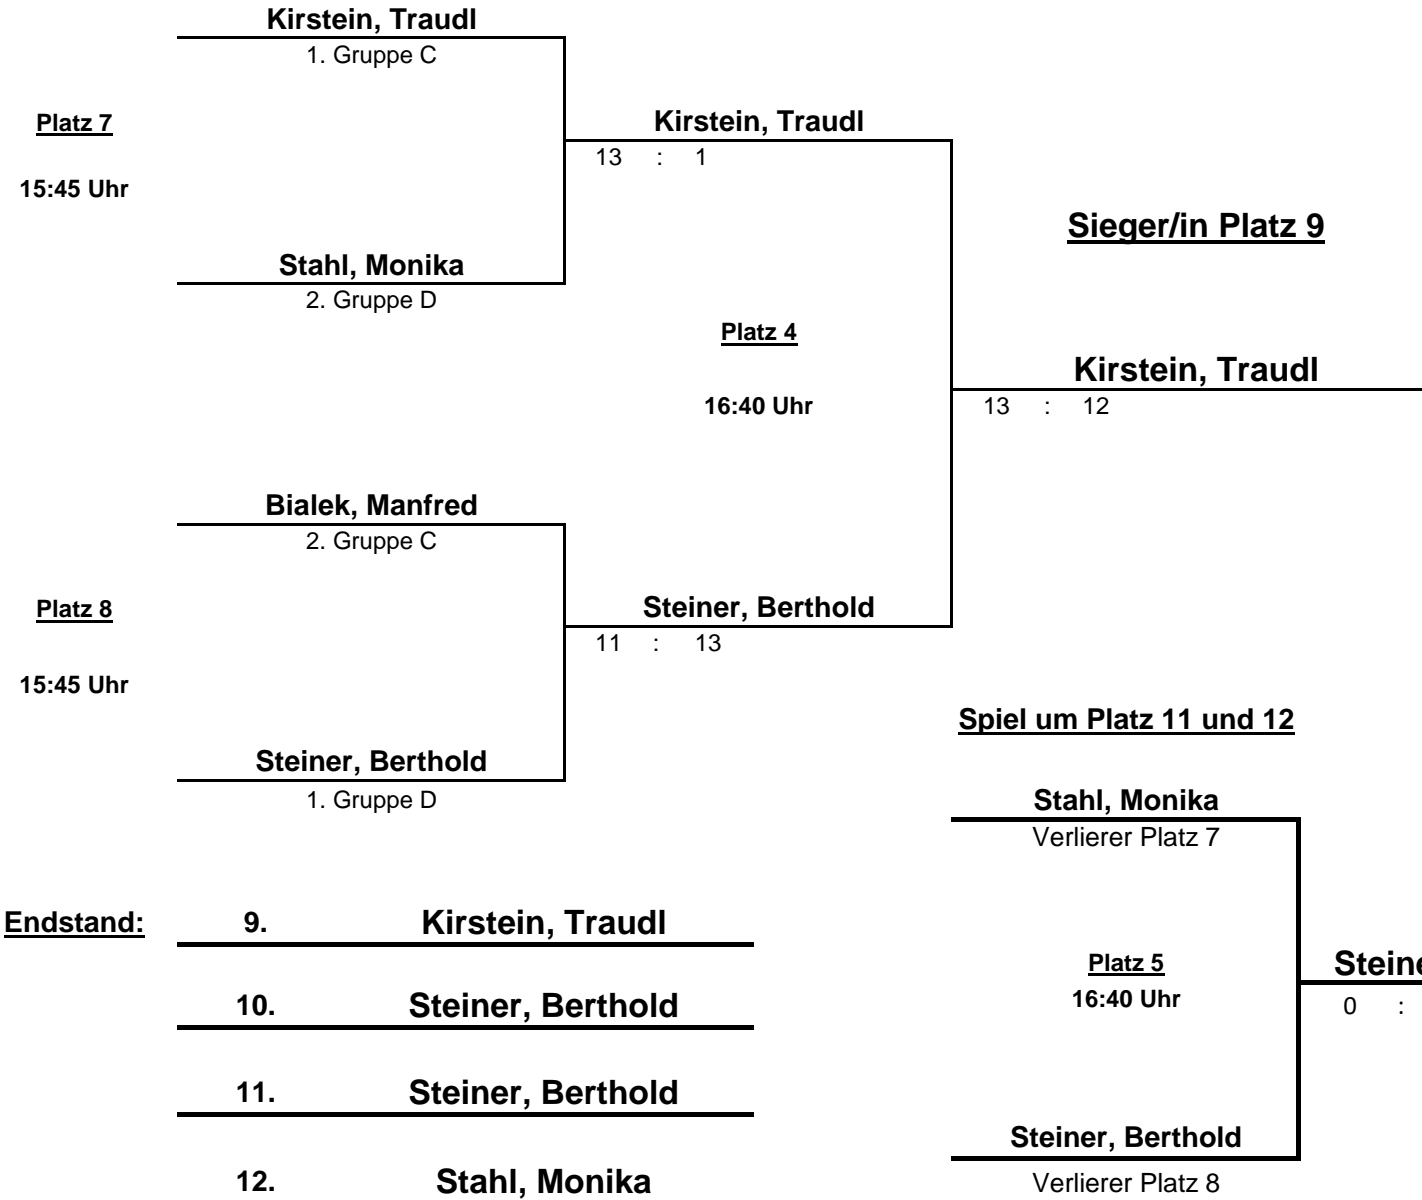 Kirstein, Traudl
1. Gruppe C
Platz 7
Kirstein, Traudl
13 : 1
15:45 Uhr
Sieger/in Platz 9
Stahl, Monika
2. Gruppe D
Platz 4
Kirstein, Traudl
16:40 Uhr
13 : 12
Bialek, Manfred
2. Gruppe C
Platz 8
Steiner, Berthold
11 : 13
15:45 Uhr
Spiel um Platz 11 und 12
Steiner, Berthold
1. Gruppe D
Stahl, Monika
Verlierer Platz 7
Endstand: 9. Kirstein, Traudl
Platz 5
Steine
16:40 Uhr
0 :
10. Steiner, Berthold
11. Steiner, Berthold
Steiner, Berthold
Verlierer Platz 8
12. Stahl, Monika